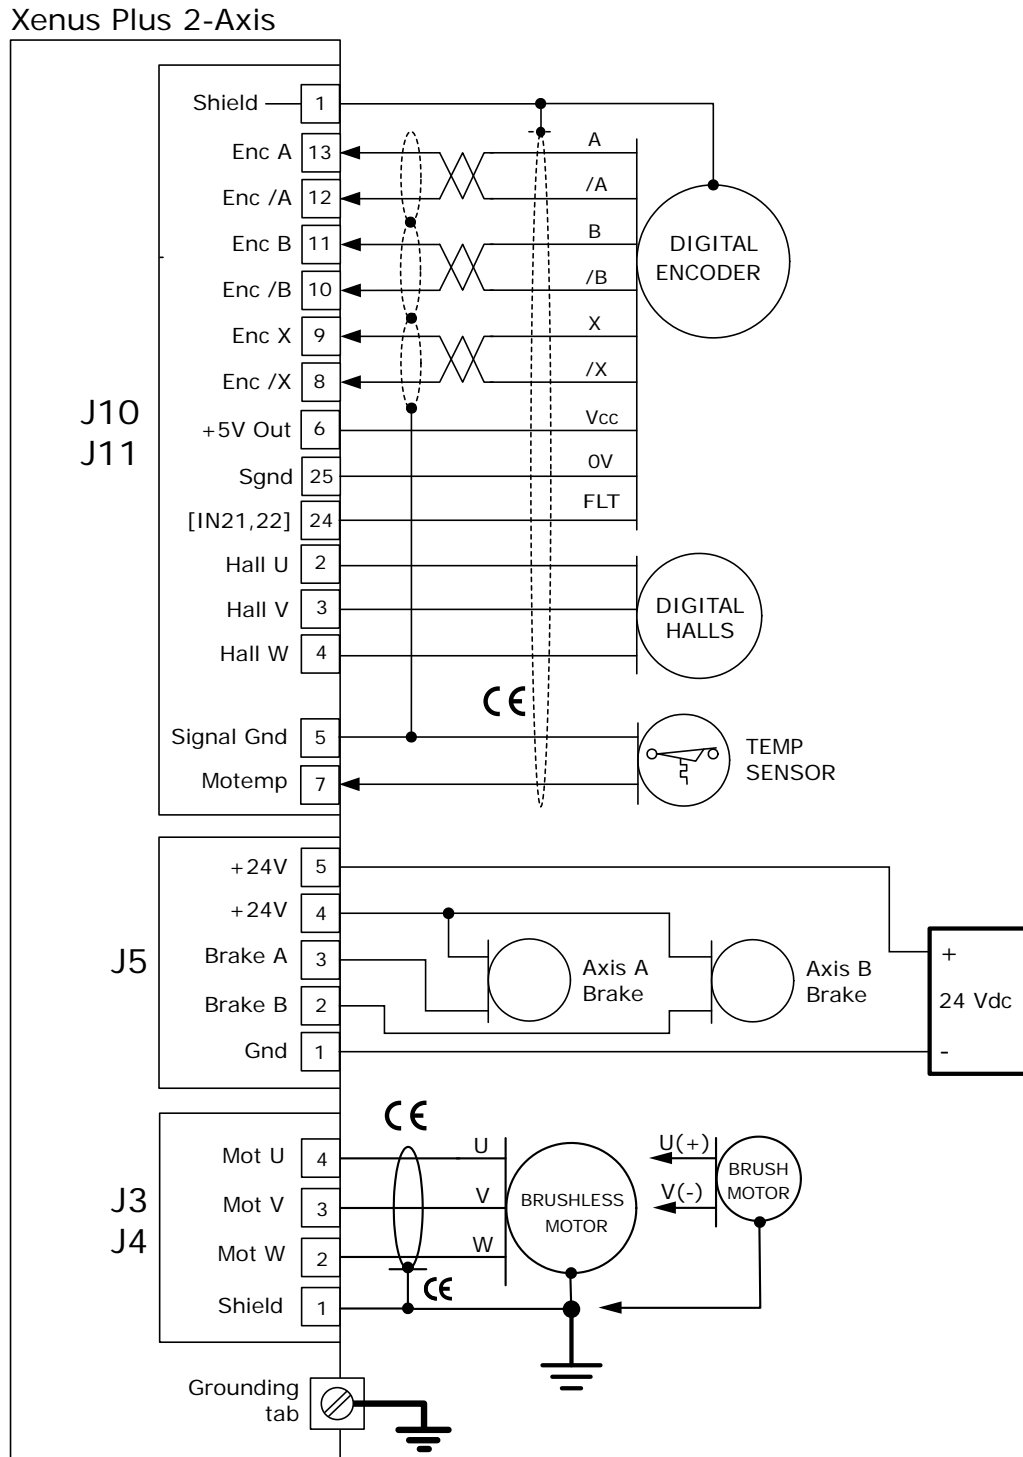 Xenus Plus 2-Axis
Shield 1
Enc A 13 A
Enc /A 12 /A
Enc B 11 B
DIGITAL
ENCODER
Enc /B 10 /B
Enc X 9 X
Enc /X 8 /X
J10
J11
+5V Out 6 Vcc
Sgnd 25 0V
[IN21,22] 24 FLT
Hall U 2
Hall V 3
DIGITAL
HALLS
Hall W 4
CE
Signal Gnd 5
TEMP
SENSOR
Motemp 7
+24V 5
+24V 4
J5
Brake A 3
Axis A
Brake
Axis B
Brake
+
24 Vdc
-
Brake B 2
Gnd 1
CE
Mot U 4 U
U(+)
J3
J4
Mot V 3 V
BRUSHLESS
MOTOR
V(-)
BRUSH
MOTOR
Mot W 2 W
CE
Shield 1
Grounding
tab